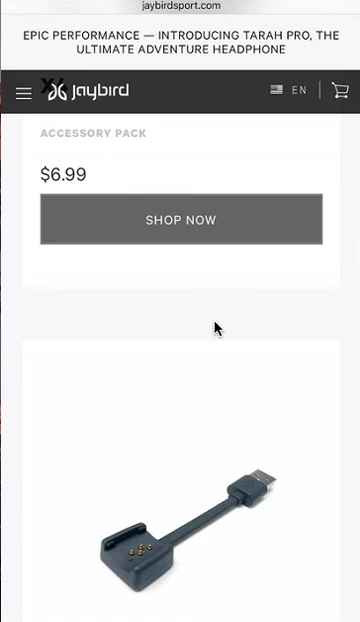 jaybirdsport.com
EPIC PERFORMANCE — INTRODUCING TARAH PRO, THE
ULTIMATE ADVENTURE HEADPHONE
jaybird
EN
ACCESSORY PACK
$6.99
SHOP NOW